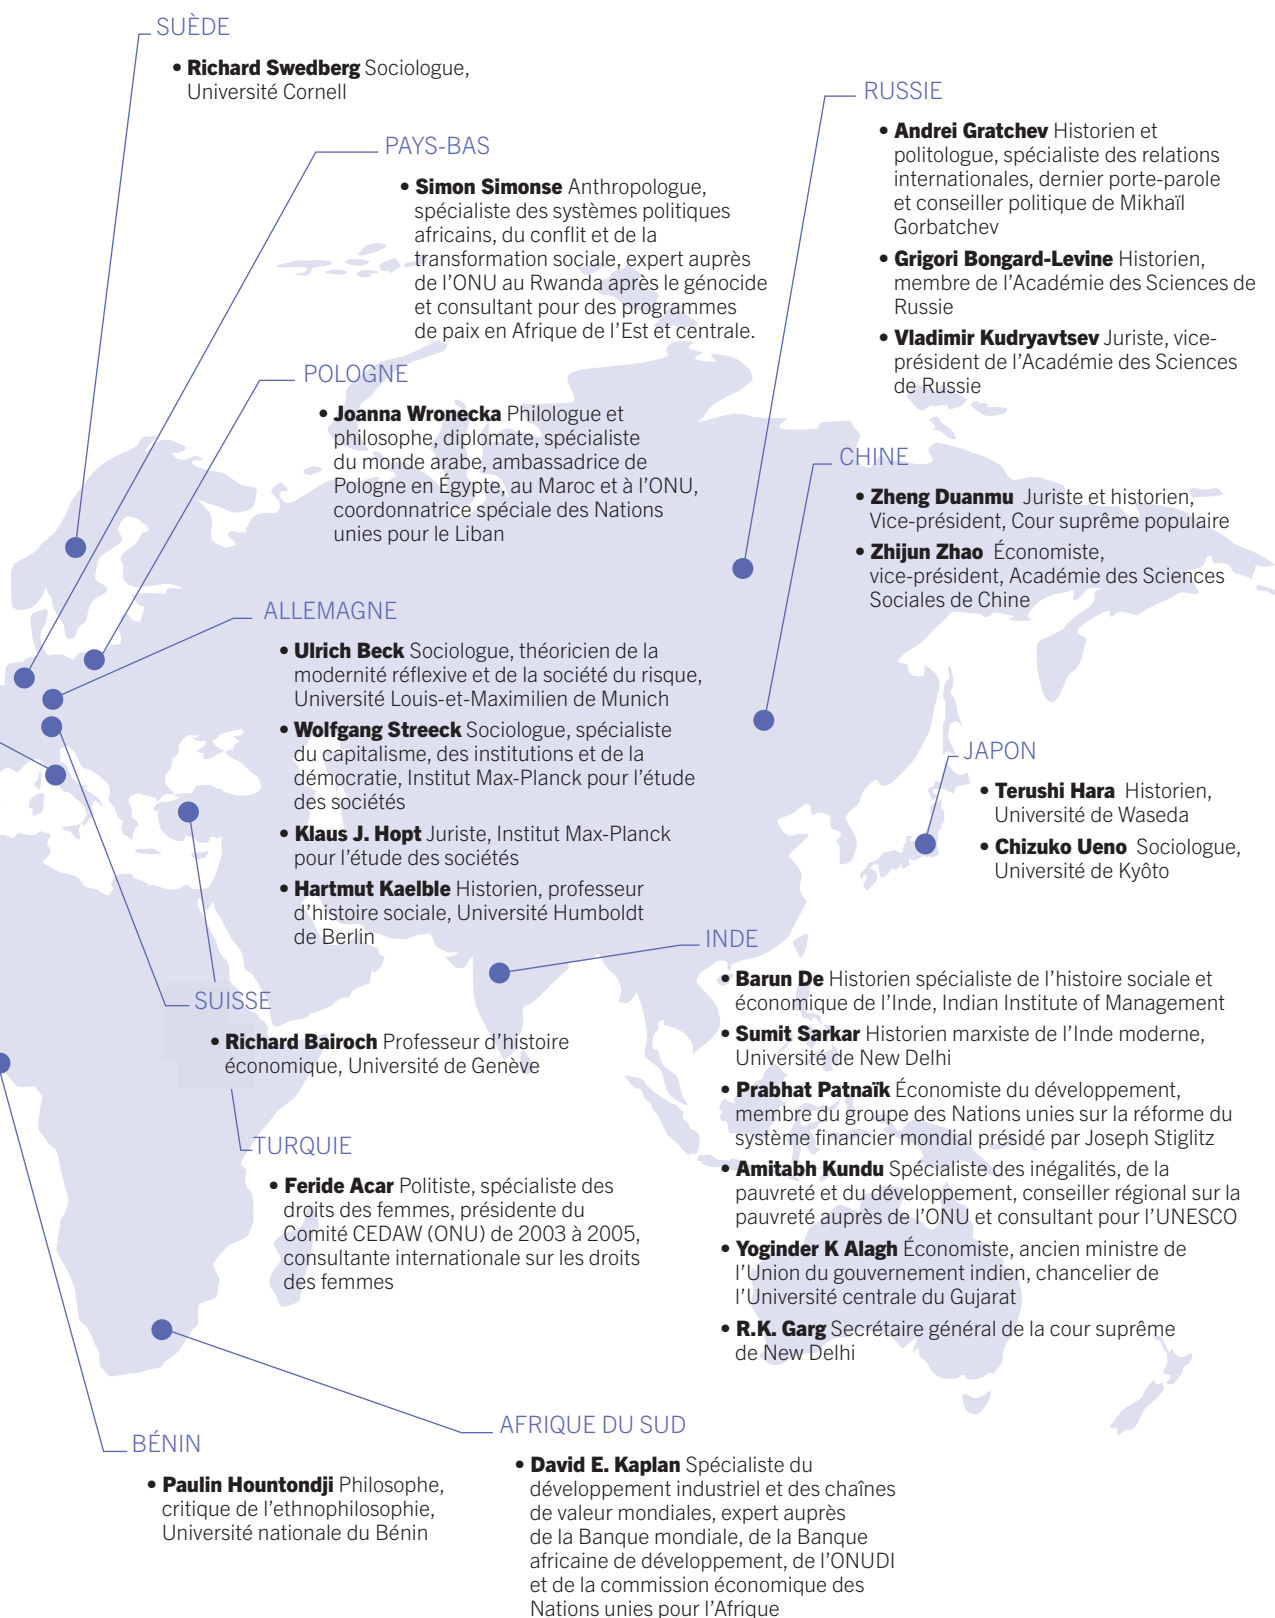 SUÈDE
• Richard Swedberg Sociologue,
Université Cornell
PAYS-BAS
• Simon Simonse Anthropologue,
spécialiste des systèmes politiques
africains, du conflit et de la
transformation sociale, expert auprès
de l’ONU au Rwanda après le génocide
et consultant pour des programmes
de paix en Afrique de l’Est et centrale.
POLOGNE
• Joanna Wronecka Philologue et
philosophe, diplomate, spécialiste
du monde arabe, ambassadrice de
Pologne en Égypte, au Maroc et à l’ONU,
coordonnatrice spéciale des Nations
unies pour le Liban
ALLEMAGNE
• Ulrich Beck Sociologue, théoricien de la
modernité réflexive et de la société du risque,
Université Louis-et-Maximilien de Munich
• Wolfgang Streeck Sociologue, spécialiste
du capitalisme, des institutions et de la
démocratie, Institut Max-Planck pour l’étude
des sociétés
• Klaus J. Hopt Juriste, Institut Max-Planck
pour l’étude des sociétés
• Hartmut Kaelble Historien, professeur
d’histoire sociale, Université Humboldt
de Berlin
SUISSE
• Richard Bairoch Professeur d’histoire
économique, Université de Genève
TURQUIE
• Feride Acar Politiste, spécialiste des
droits des femmes, présidente du
Comité CEDAW (ONU) de 2003 à 2005,
consultante internationale sur les droits
des femmes
BÉNIN
• Paulin Hountondji Philosophe,
critique de l’ethnophilosophie,
Université nationale du Bénin
AFRIQUE DU SUD
• David E. Kaplan Spécialiste du
développement industriel et des chaînes
de valeur mondiales, expert auprès
de la Banque mondiale, de la Banque
africaine de développement, de l’ONUDI
et de la commission économique des
Nations unies pour l’Afrique
RUSSIE
• Andrei Gratchev Historien et
politologue, spécialiste des relations
internationales, dernier porte-parole
et conseiller politique de Mikhaïl
Gorbatchev
• Grigori Bongard-Levine Historien,
membre de l’Académie des Sciences de
Russie
• Vladimir Kudryavtsev Juriste, vice-
président de l’Académie des Sciences
de Russie
CHINE
• Zheng Duanmu Juriste et historien,
Vice-président, Cour suprême populaire
• Zhijun Zhao Économiste,
vice-président, Académie des Sciences
Sociales de Chine
JAPON
• Terushi Hara Historien,
Université de Waseda
• Chizuko Ueno Sociologue,
Université de Kyôto
INDE
• Barun De Historien spécialiste de l’histoire sociale et
économique de l’Inde, Indian Institute of Management
• Sumit Sarkar Historien marxiste de l’Inde moderne,
Université de New Delhi
• Prabhat Patnaïk Économiste du développement,
membre du groupe des Nations unies sur la réforme du
système financier mondial présidé par Joseph Stiglitz
• Amitabh Kundu Spécialiste des inégalités, de la
pauvreté et du développement, conseiller régional sur la
pauvreté auprès de l’ONU et consultant pour l’UNESCO
• Yoginder K Alagh Économiste, ancien ministre de
l’Union du gouvernement indien, chancelier de
l’Université centrale du Gujarat
• R.K. Garg Secrétaire général de la cour suprême
de New Delhi